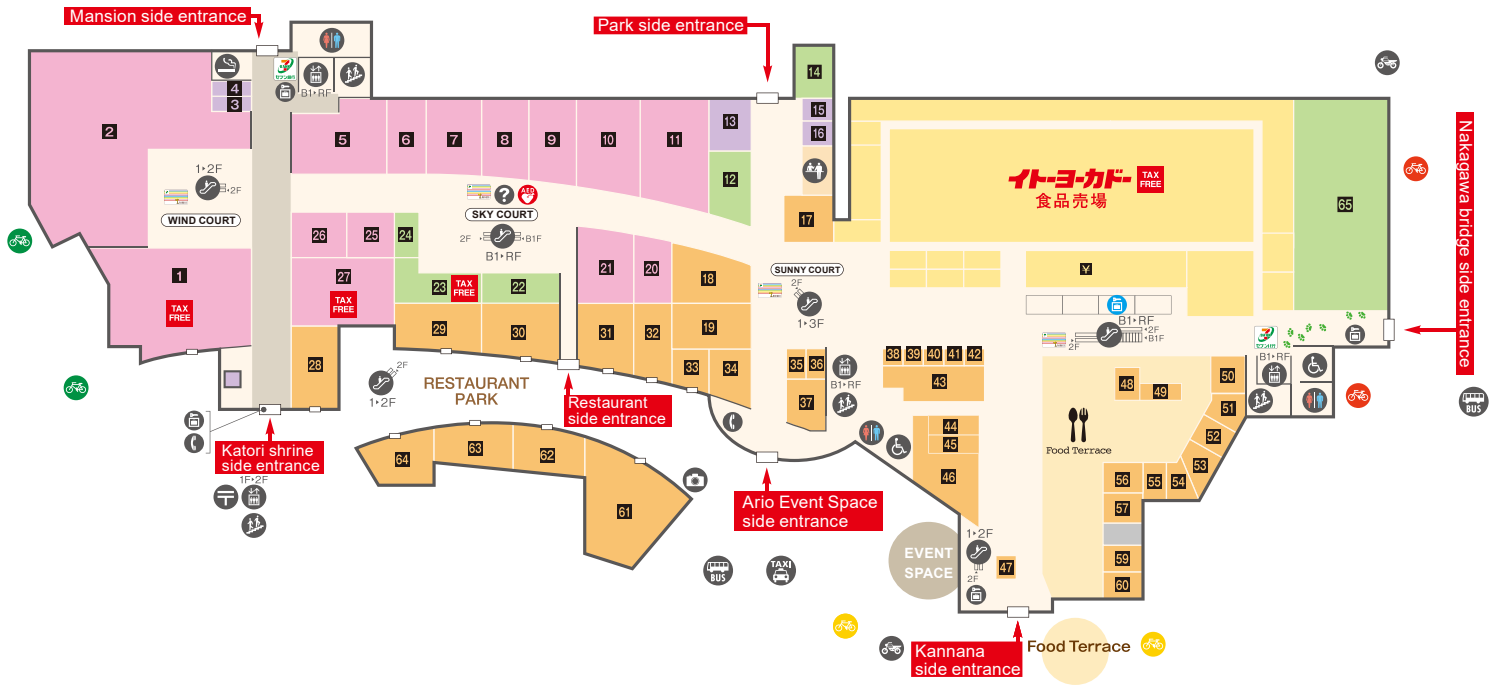 Mansion side entrance
Park side entrance
14
4
3
B1▸RF
15
16
13
2
5
6
7
8
9
10
11
イトーヨーカドー
TAX
FREE
食品売場
Nakagawa bridge side entrance
1▸2F
2F
12
65
AED
?
WIND COURT
SKY COURT
17
26
25
24
2F
B1F
B1▸RF
21
20
18
SUNNY COURT
¥
1
TAX
FREE
27
TAX
FREE
23
TAX
FREE
22
2F
1▸3F
B1▸RF
2F
B1F
2F
29
30
31
32
19
28
33
34
35
36
B1▸RF
38
39
40
41
42
43
B1▸RF
2F
1▸2F
RESTAURANT
PARK
37
48
49
50
51
52
53
Restaurant
side entrance
44
45
46
Food Terrace
BUS
Katori shrine
side entrance
64
63
62
61
56
55
54
57
59
60
1F▸2F
Ario Event Space
side entrance
EVENT
SPACE
1▸2F
2F
47
BUS
TAXI
Kannana
side entrance
Food Terrace